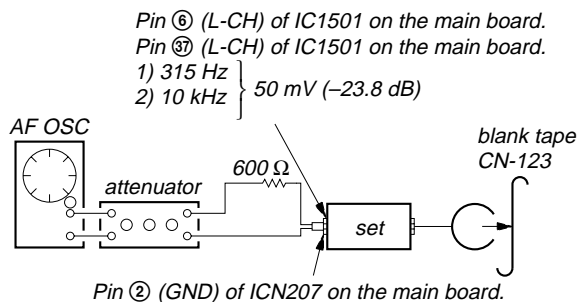 Pin ⑥ (L-CH) of IC1501 on the main board.
Pin ㊲ (L-CH) of IC1501 on the main board.
1) 315 Hz
2) 10 kHz
50 mV (–23.8 dB)
AF OSC
attenuator
600 Ω
set
blank tape
CN-123
Pin ② (GND) of ICN207 on the main board.